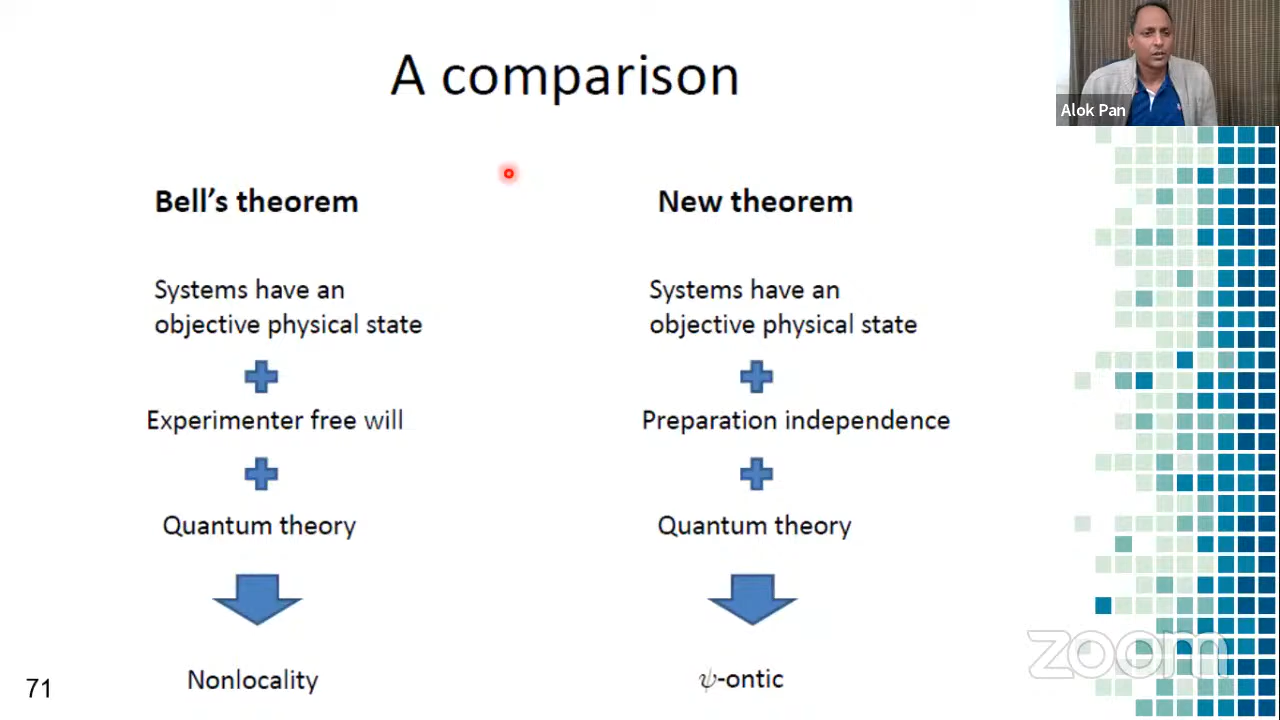 A comparison
Alok Pan
Bell's theorem
Systems have an
objective physical state
Experimenter free will
Quantum theory
Nonlocality
New theorem
Systems have an
objective physical state
Preparation independence
Quantum theory
ψ-ontic
71
zoom